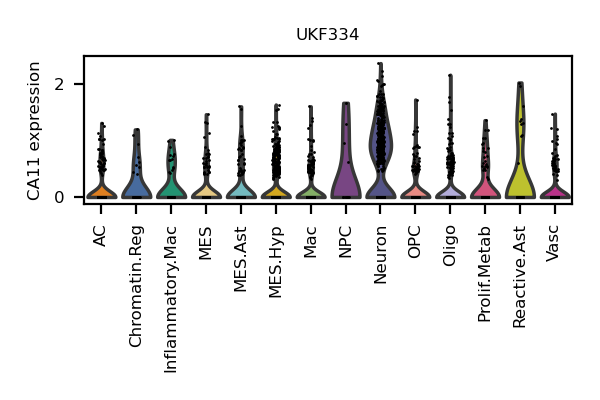 UKF334
CA11 expression
2
0
AC
Chromatin.Reg
Inflammatory.Mac
MES
MES.Ast
MES.Hyp
Mac
NPC
Neuron
OPC
Oligo
Prolif.Metab
Reactive.Ast
Vasc